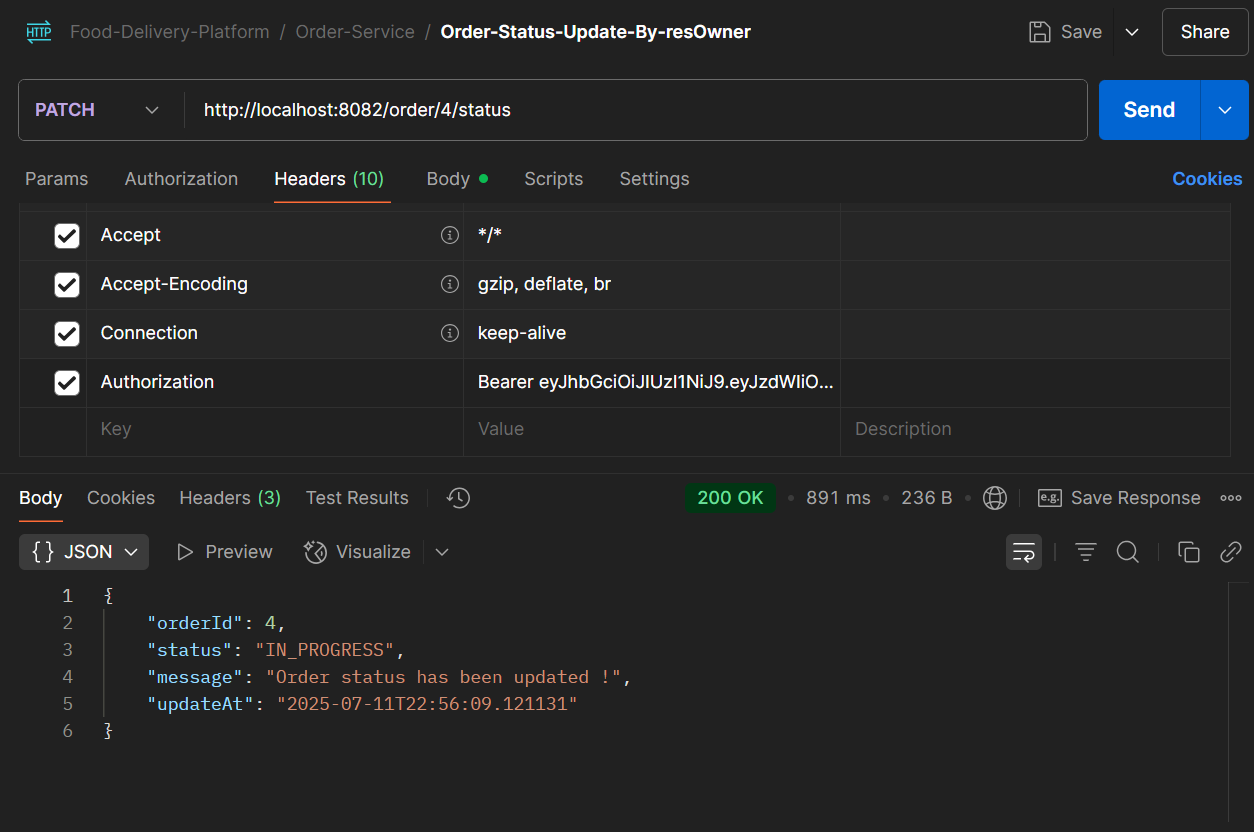 HTTP Food-Delivery-Platform / Order-Service / Order-Status-Update-By-resOwner Save Share
PATCH http://localhost:8082/order/4/status Send
Params Authorization Headers (10) Body Scripts Settings Cookies
Accept */*
Accept-Encoding gzip, deflate, br
Connection keep-alive
Authorization Bearer eyJhbGciOiJIUzI1NiJ9.eyJzdWIiO...
Key Value Description
Body Cookies Headers (3) Test Results 200 OK • 891 ms • 236 B • e.g. Save Response
{} JSON Preview Visualize
1 {
2 "orderId": 4,
3 "status": "IN_PROGRESS",
4 "message": "Order status has been updated !",
5 "updateAt": "2025-07-11T22:56:09.121131"
6 }